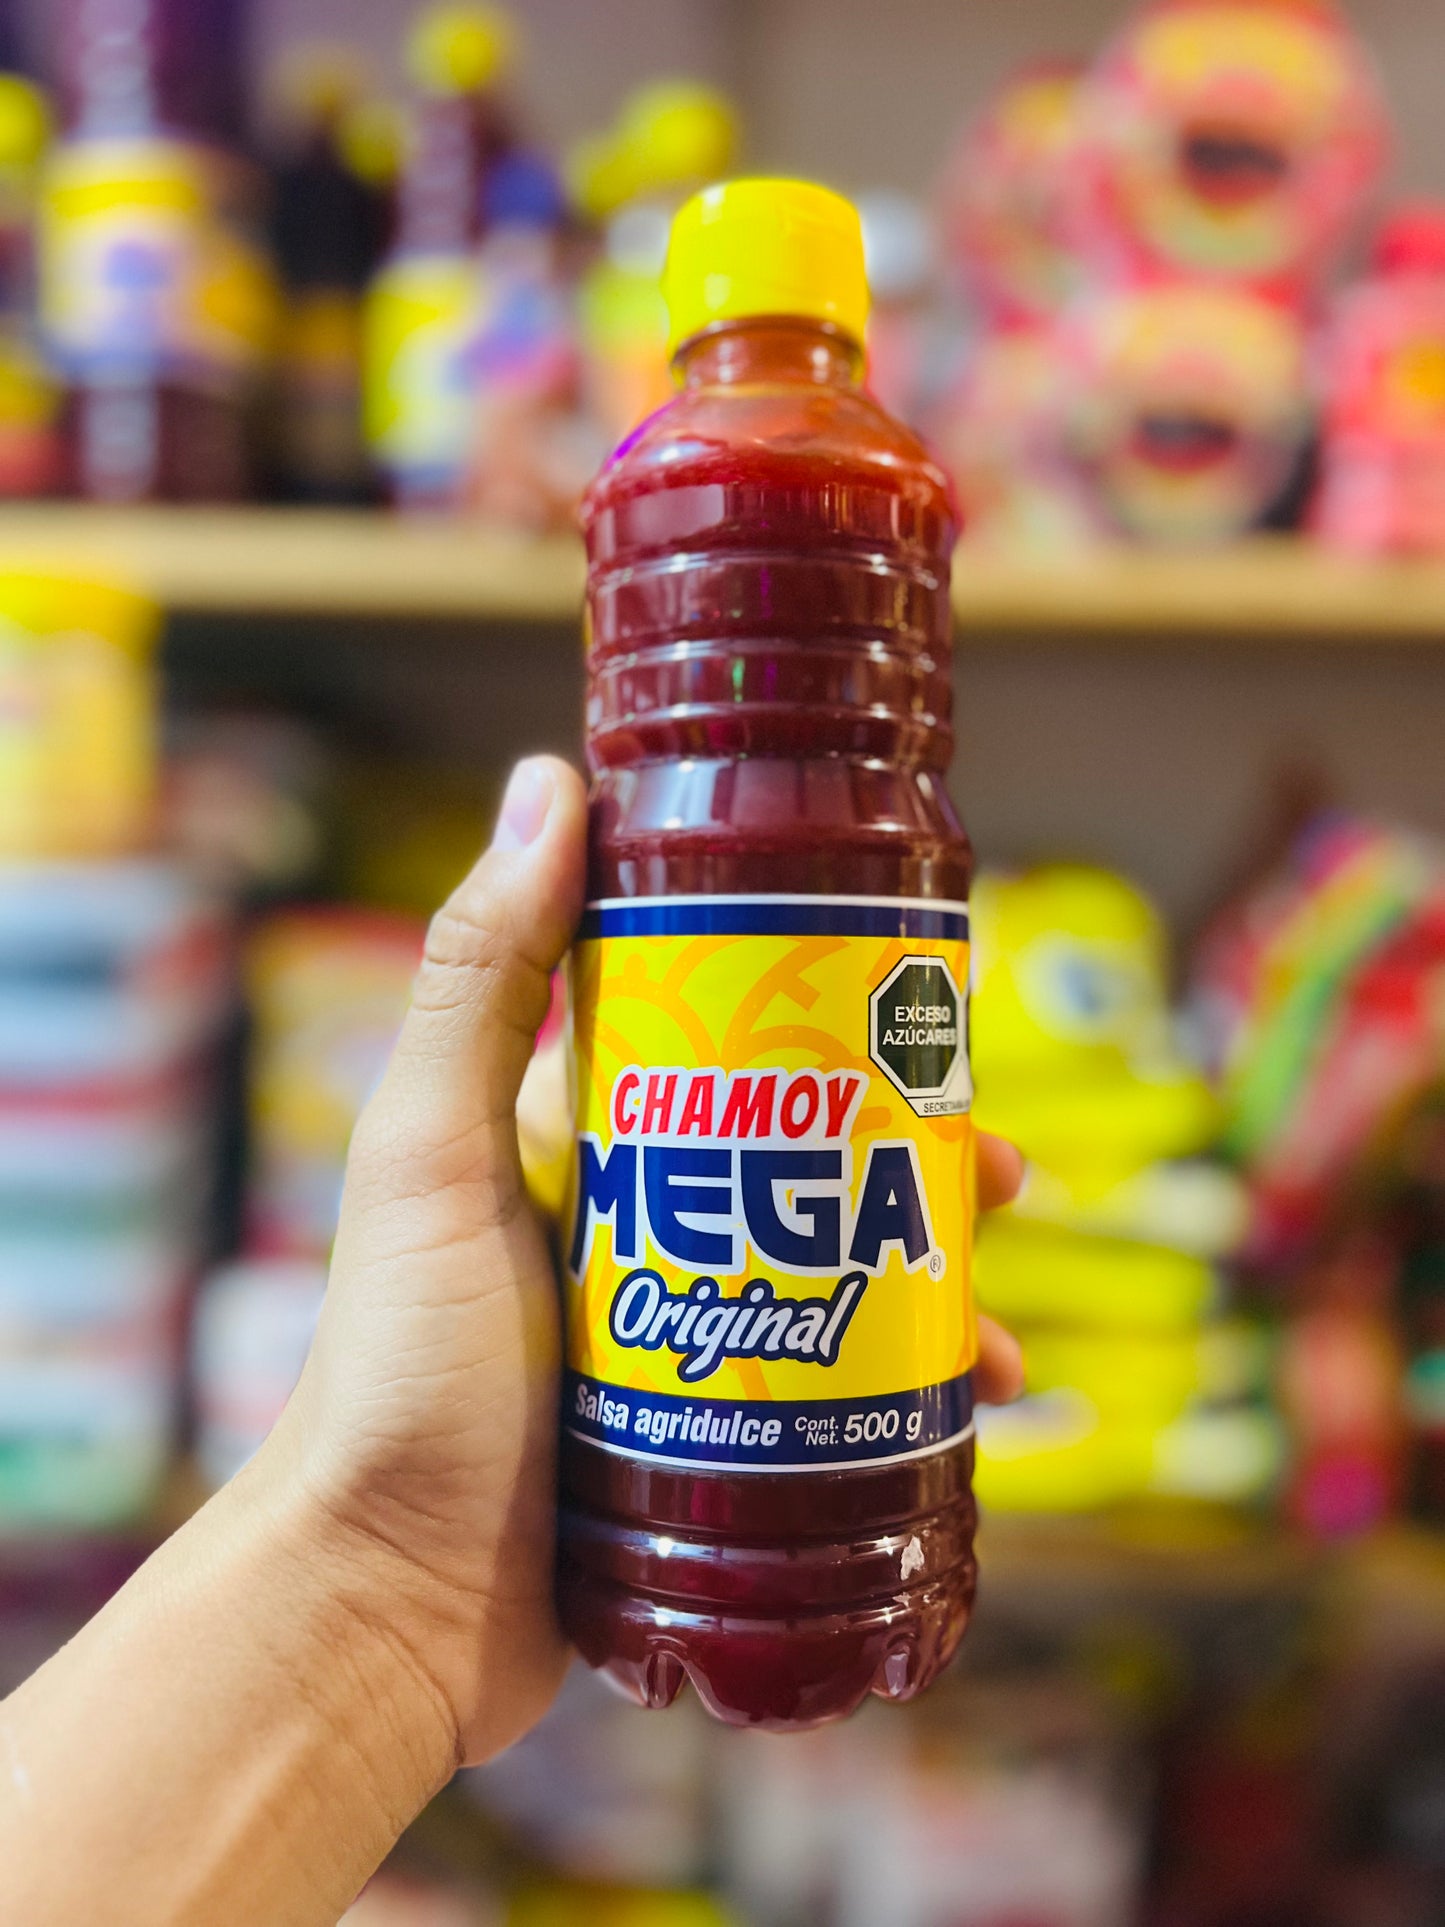 EXCESO
AZÚCARES
CHAMOY
MEGA®
Original
Salsa agridulce Cont. Net. 500 g